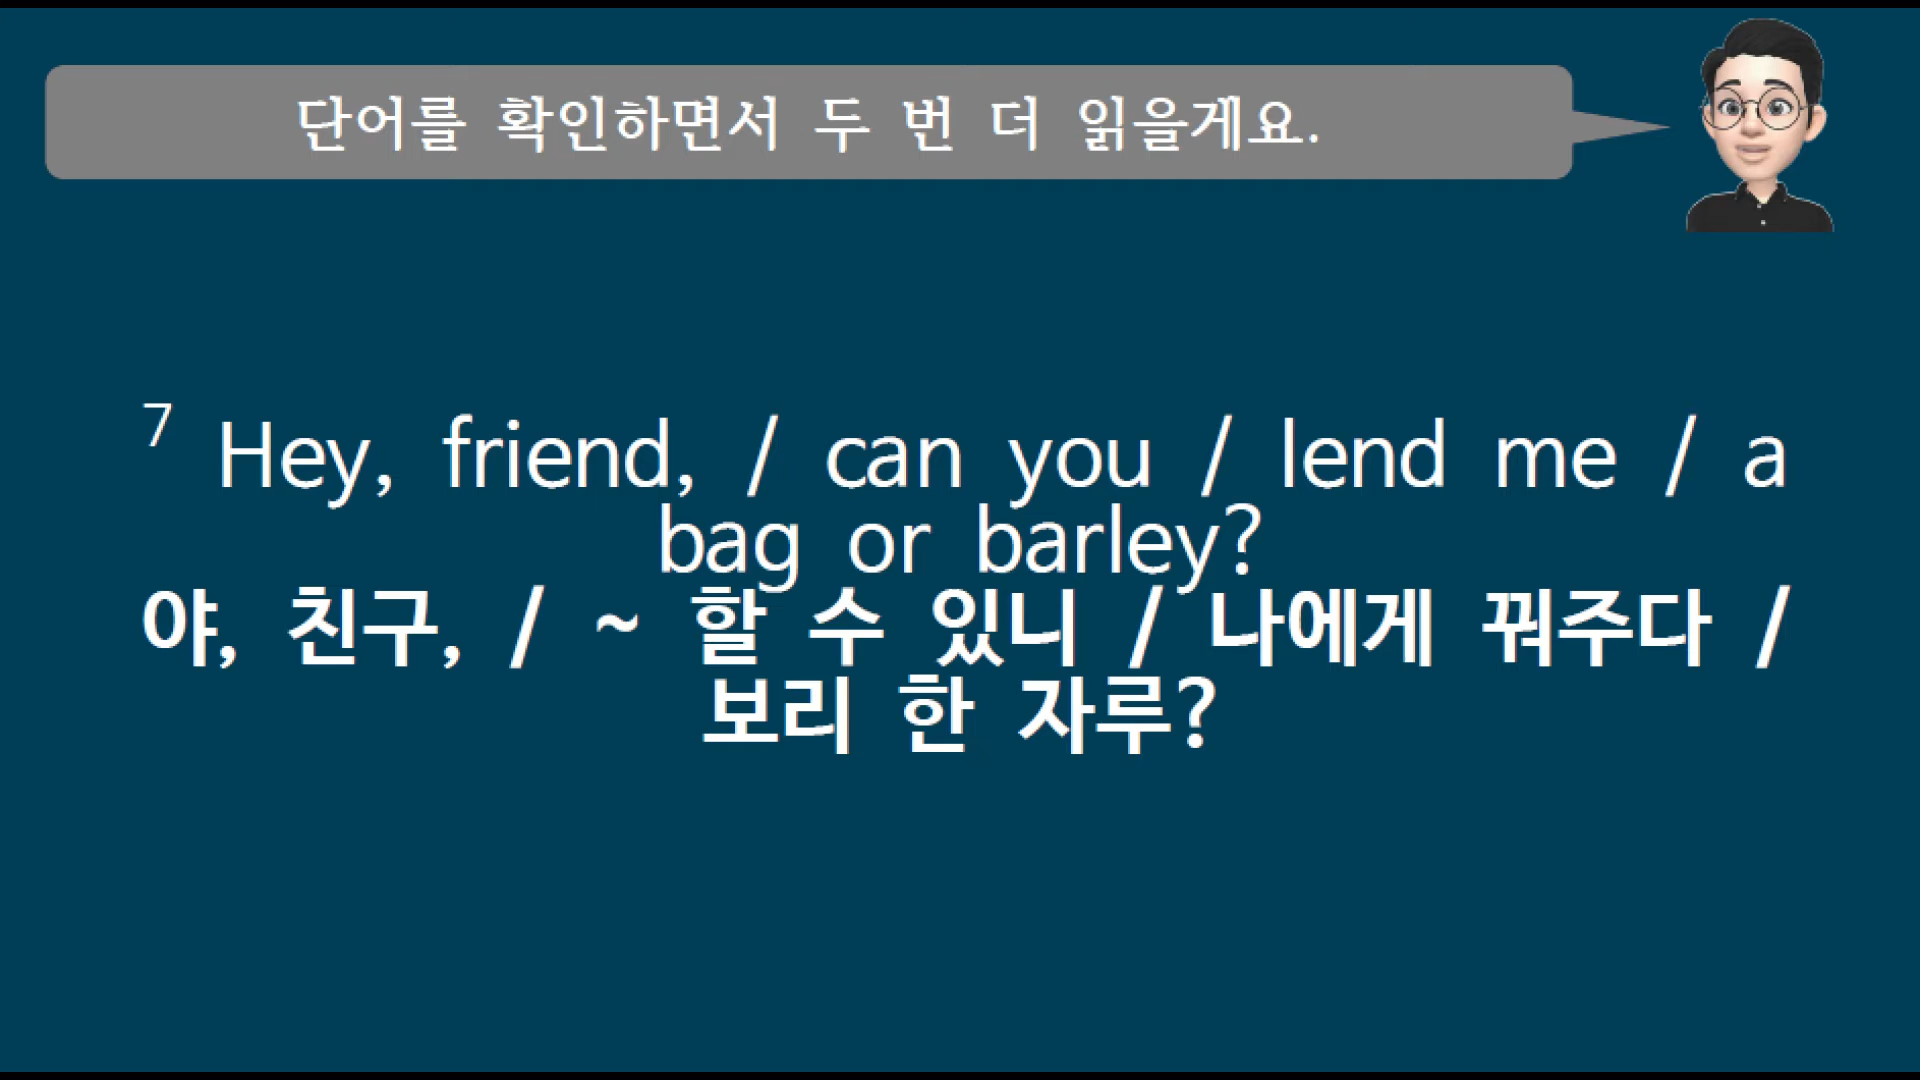 단어를 확인하면서 두 번 더 읽을게요.
7 Hey, friend, / can you / lend me / a
bag or barley?
야, 친구, / ~ 할 수 있니 / 나에게 꿔주다 /
보리 한 자루?